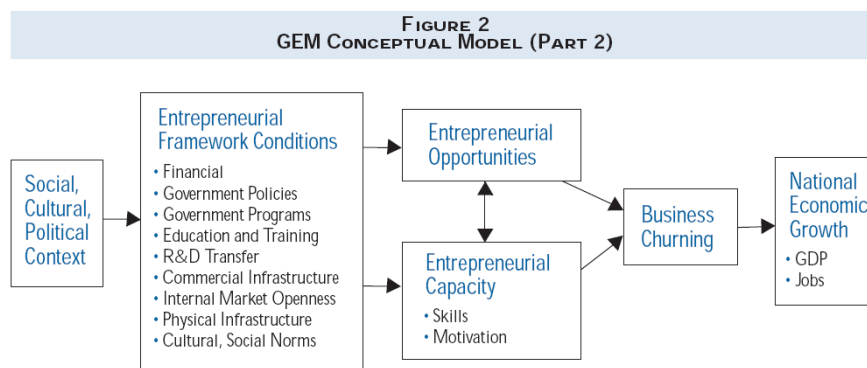 FIGURE 2
GEM CONCEPTUAL MODEL (PART 2)
Social,
Cultural,
Political
Context
Entrepreneurial
Framework Conditions
• Financial
• Government Policies
• Government Programs
• Education and Training
• R&D Transfer
• Commercial Infrastructure
• Internal Market Openness
• Physical Infrastructure
• Cultural, Social Norms
Entrepreneurial
Opportunities
Entrepreneurial
Capacity
• Skills
• Motivation
Business
Churning
National
Economic
Growth
• GDP
• Jobs